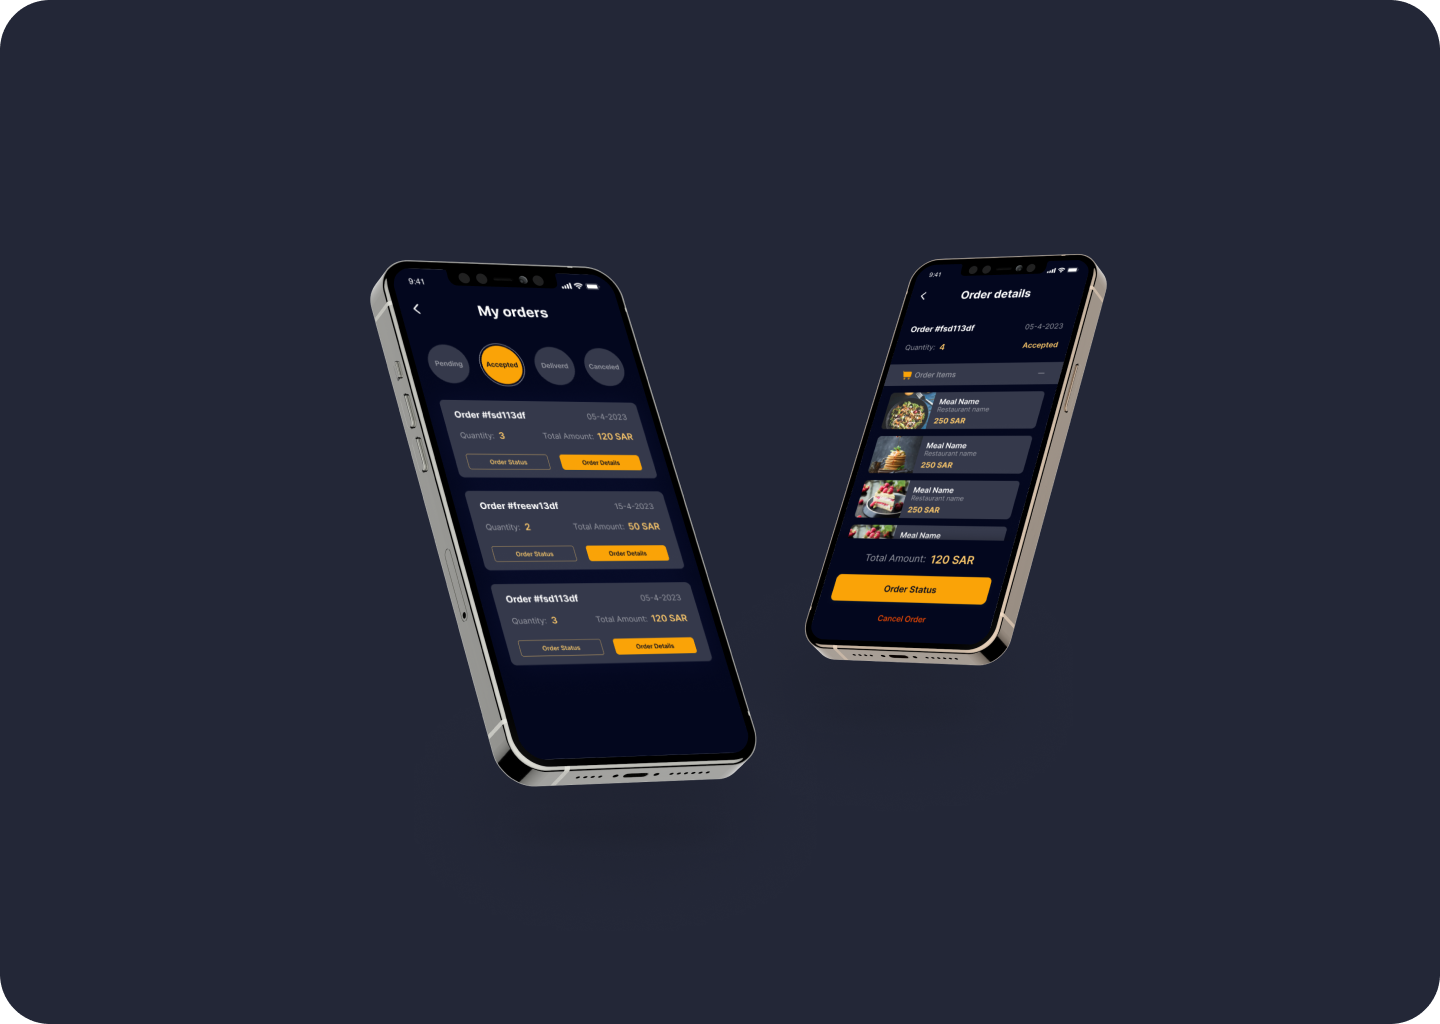 9:41
My orders
Pending
Accepted
Deliverd
Canceled
Order #fsd113df
05-4-2023
Quantity: 3
Total Amount: 120 SAR
Order Status
Order Details
Order #freew13df
15-4-2023
Quantity: 2
Total Amount: 50 SAR
Order Status
Order Details
Order #fsd113df
05-4-2023
Quantity: 3
Total Amount: 120 SAR
Order Status
Order Details
9:41
Order details
Order #fsd113df
05-4-2023
Quantity: 4
Accepted
Order Items
Meal Name
Restaurant name
250 SAR
Meal Name
Restaurant name
250 SAR
Meal Name
Restaurant name
250 SAR
Meal Name
Total Amount: 120 SAR
Order Status
Cancel Order